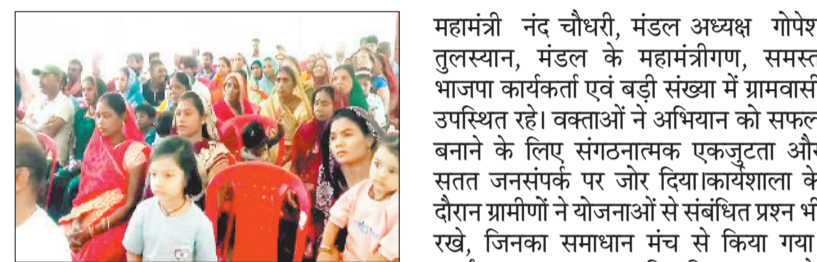 महामंत्री नंद चौधरी, मंडल अध्यक्ष गोपेश
तुलस्यान, मंडल के महामंत्रीगण, समस्त
भाजपा कार्यकर्ता एवं बड़ी संख्या में ग्रामवासी
उपस्थित रहे। वक्ताओं ने अभियान को सफल
बनाने के लिए संगठनात्मक एकजुटता और
सतत जनसंपर्क पर जोर दिया।कार्यशाला के
दौरान ग्रामीणों ने योजनाओं से संबंधित प्रश्न भी
रखे, जिनका समाधान मंच से किया गया